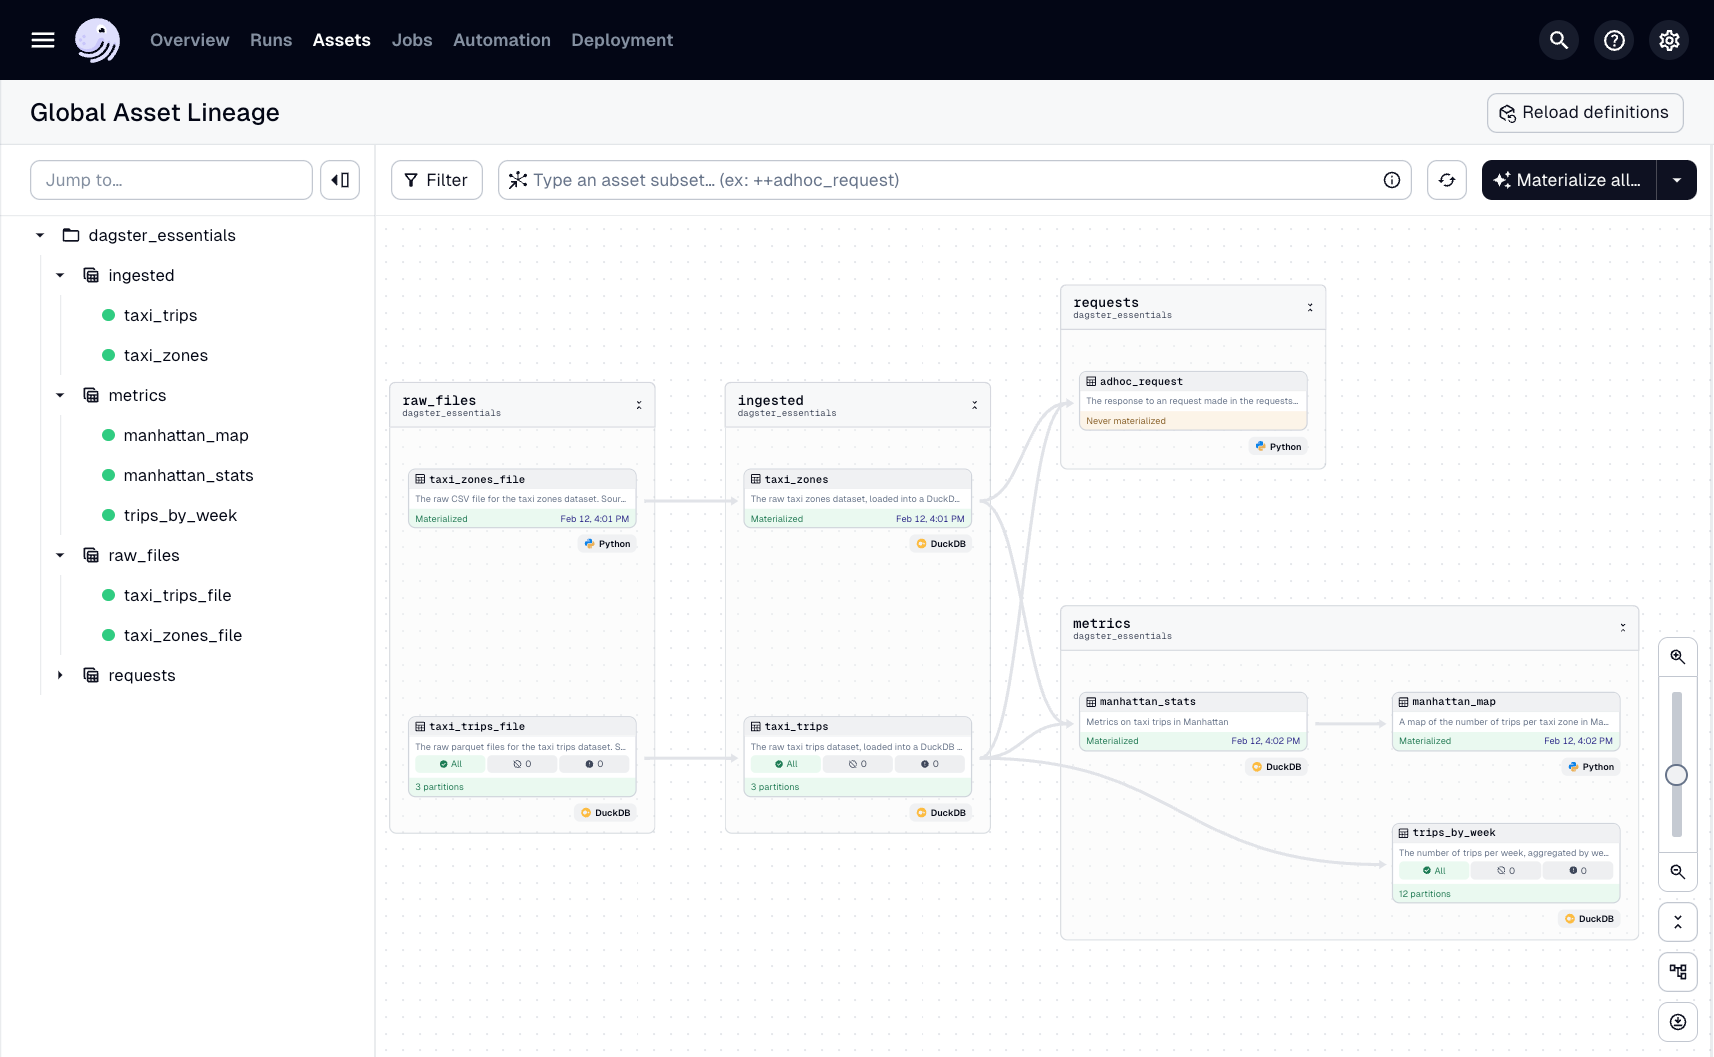 Overview Runs Assets Jobs Automation Deployment
Global Asset Lineage
Reload definitions
Jump to…
Filter
Type an asset subset… (ex: ++adhoc_request)
Materialize all…
dagster_essentials
ingested
taxi_trips
taxi_zones
metrics
manhattan_map
manhattan_stats
trips_by_week
raw_files
taxi_trips_file
taxi_zones_file
requests
raw_files
dagster_essentials
taxi_zones_file
The raw CSV file for the taxi zones dataset. Sour…
Materialized Feb 12, 4:01 PM
Python
taxi_trips_file
The raw parquet files for the taxi trips dataset. S…
All 0 0
3 partitions
DuckDB
ingested
dagster_essentials
taxi_zones
The raw taxi zones dataset, loaded into a DuckD…
Materialized Feb 12, 4:01 PM
DuckDB
taxi_trips
The raw taxi trips dataset, loaded into a DuckDB …
All 0 0
3 partitions
DuckDB
requests
dagster_essentials
adhoc_request
The response to an request made in the requests…
Never materialized
Python
metrics
dagster_essentials
manhattan_stats
Metrics on taxi trips in Manhattan
Materialized Feb 12, 4:02 PM
DuckDB
manhattan_map
A map of the number of trips per taxi zone in Ma…
Materialized Feb 12, 4:02 PM
Python
trips_by_week
The number of trips per week, aggregated by we…
All 0 0
12 partitions
DuckDB